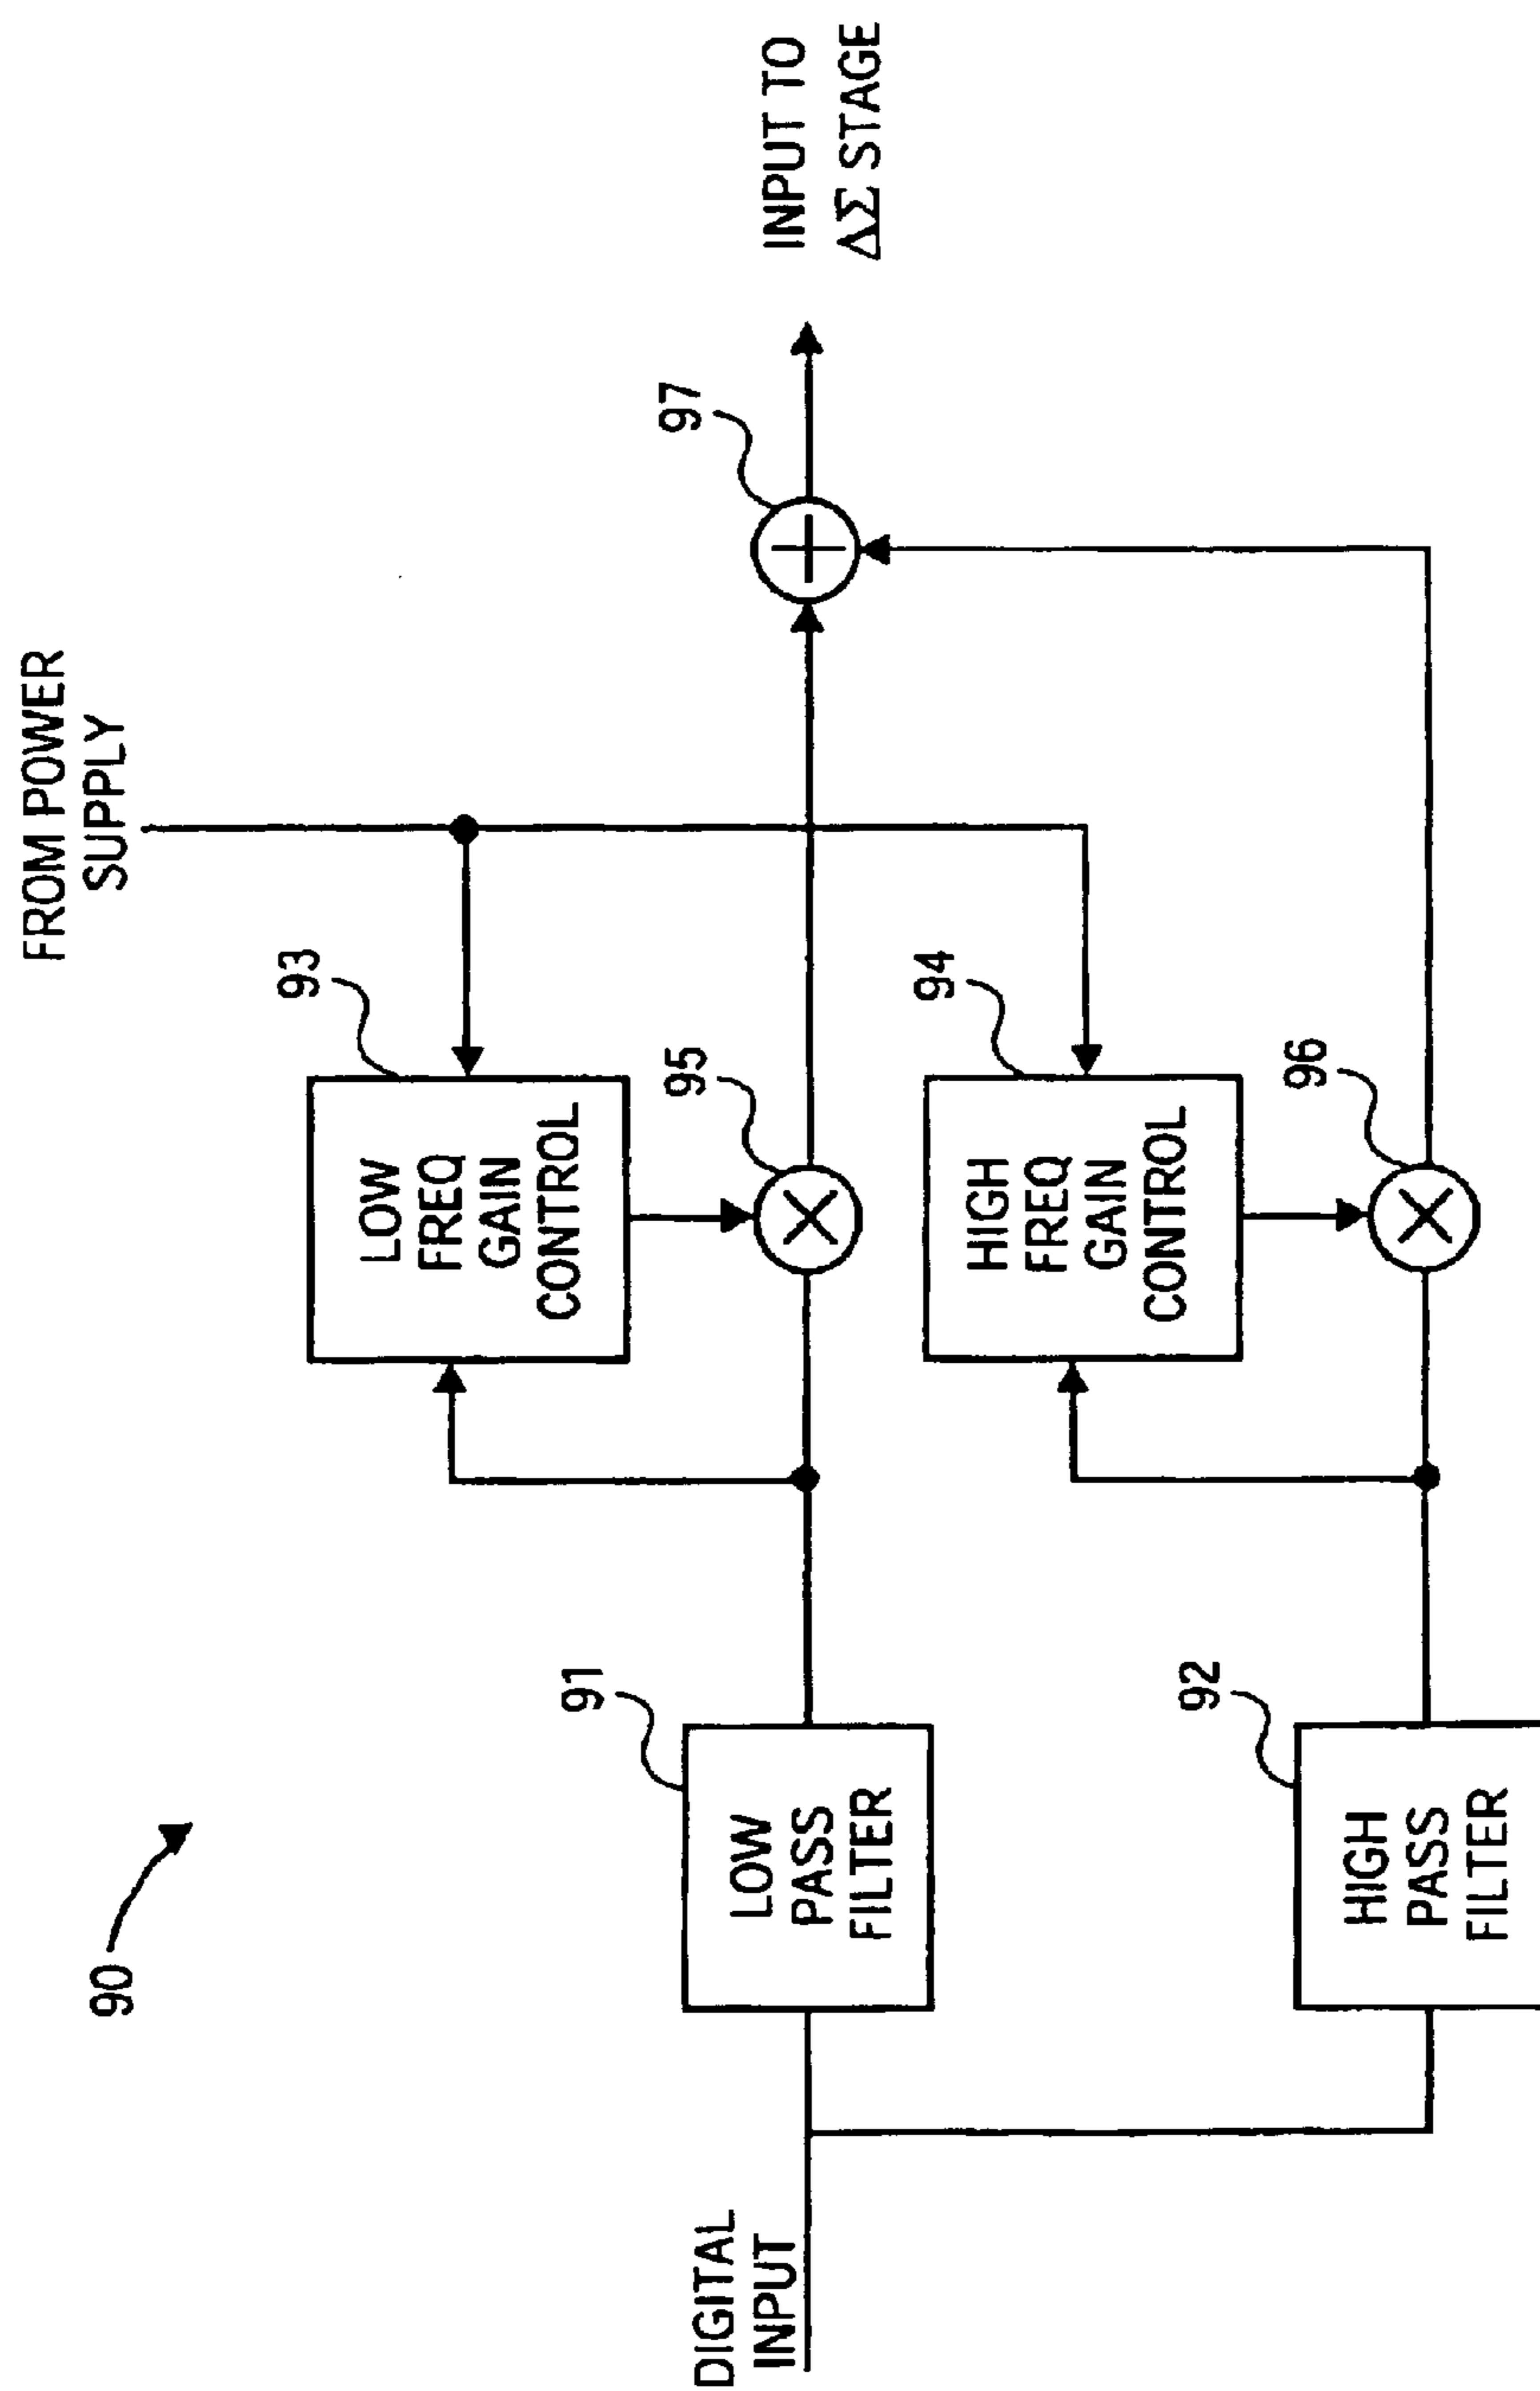 90
FROM POWER
SUPPLY
93
LOW
FREQ
GAIN
CONTROL
91
LOW
PASS
FILTER
95
97
DIGITAL
INPUT
INPUT TO
ΔΣ STAGE
94
HIGH
FREQ
GAIN
CONTROL
92
HIGH
PASS
FILTER
96